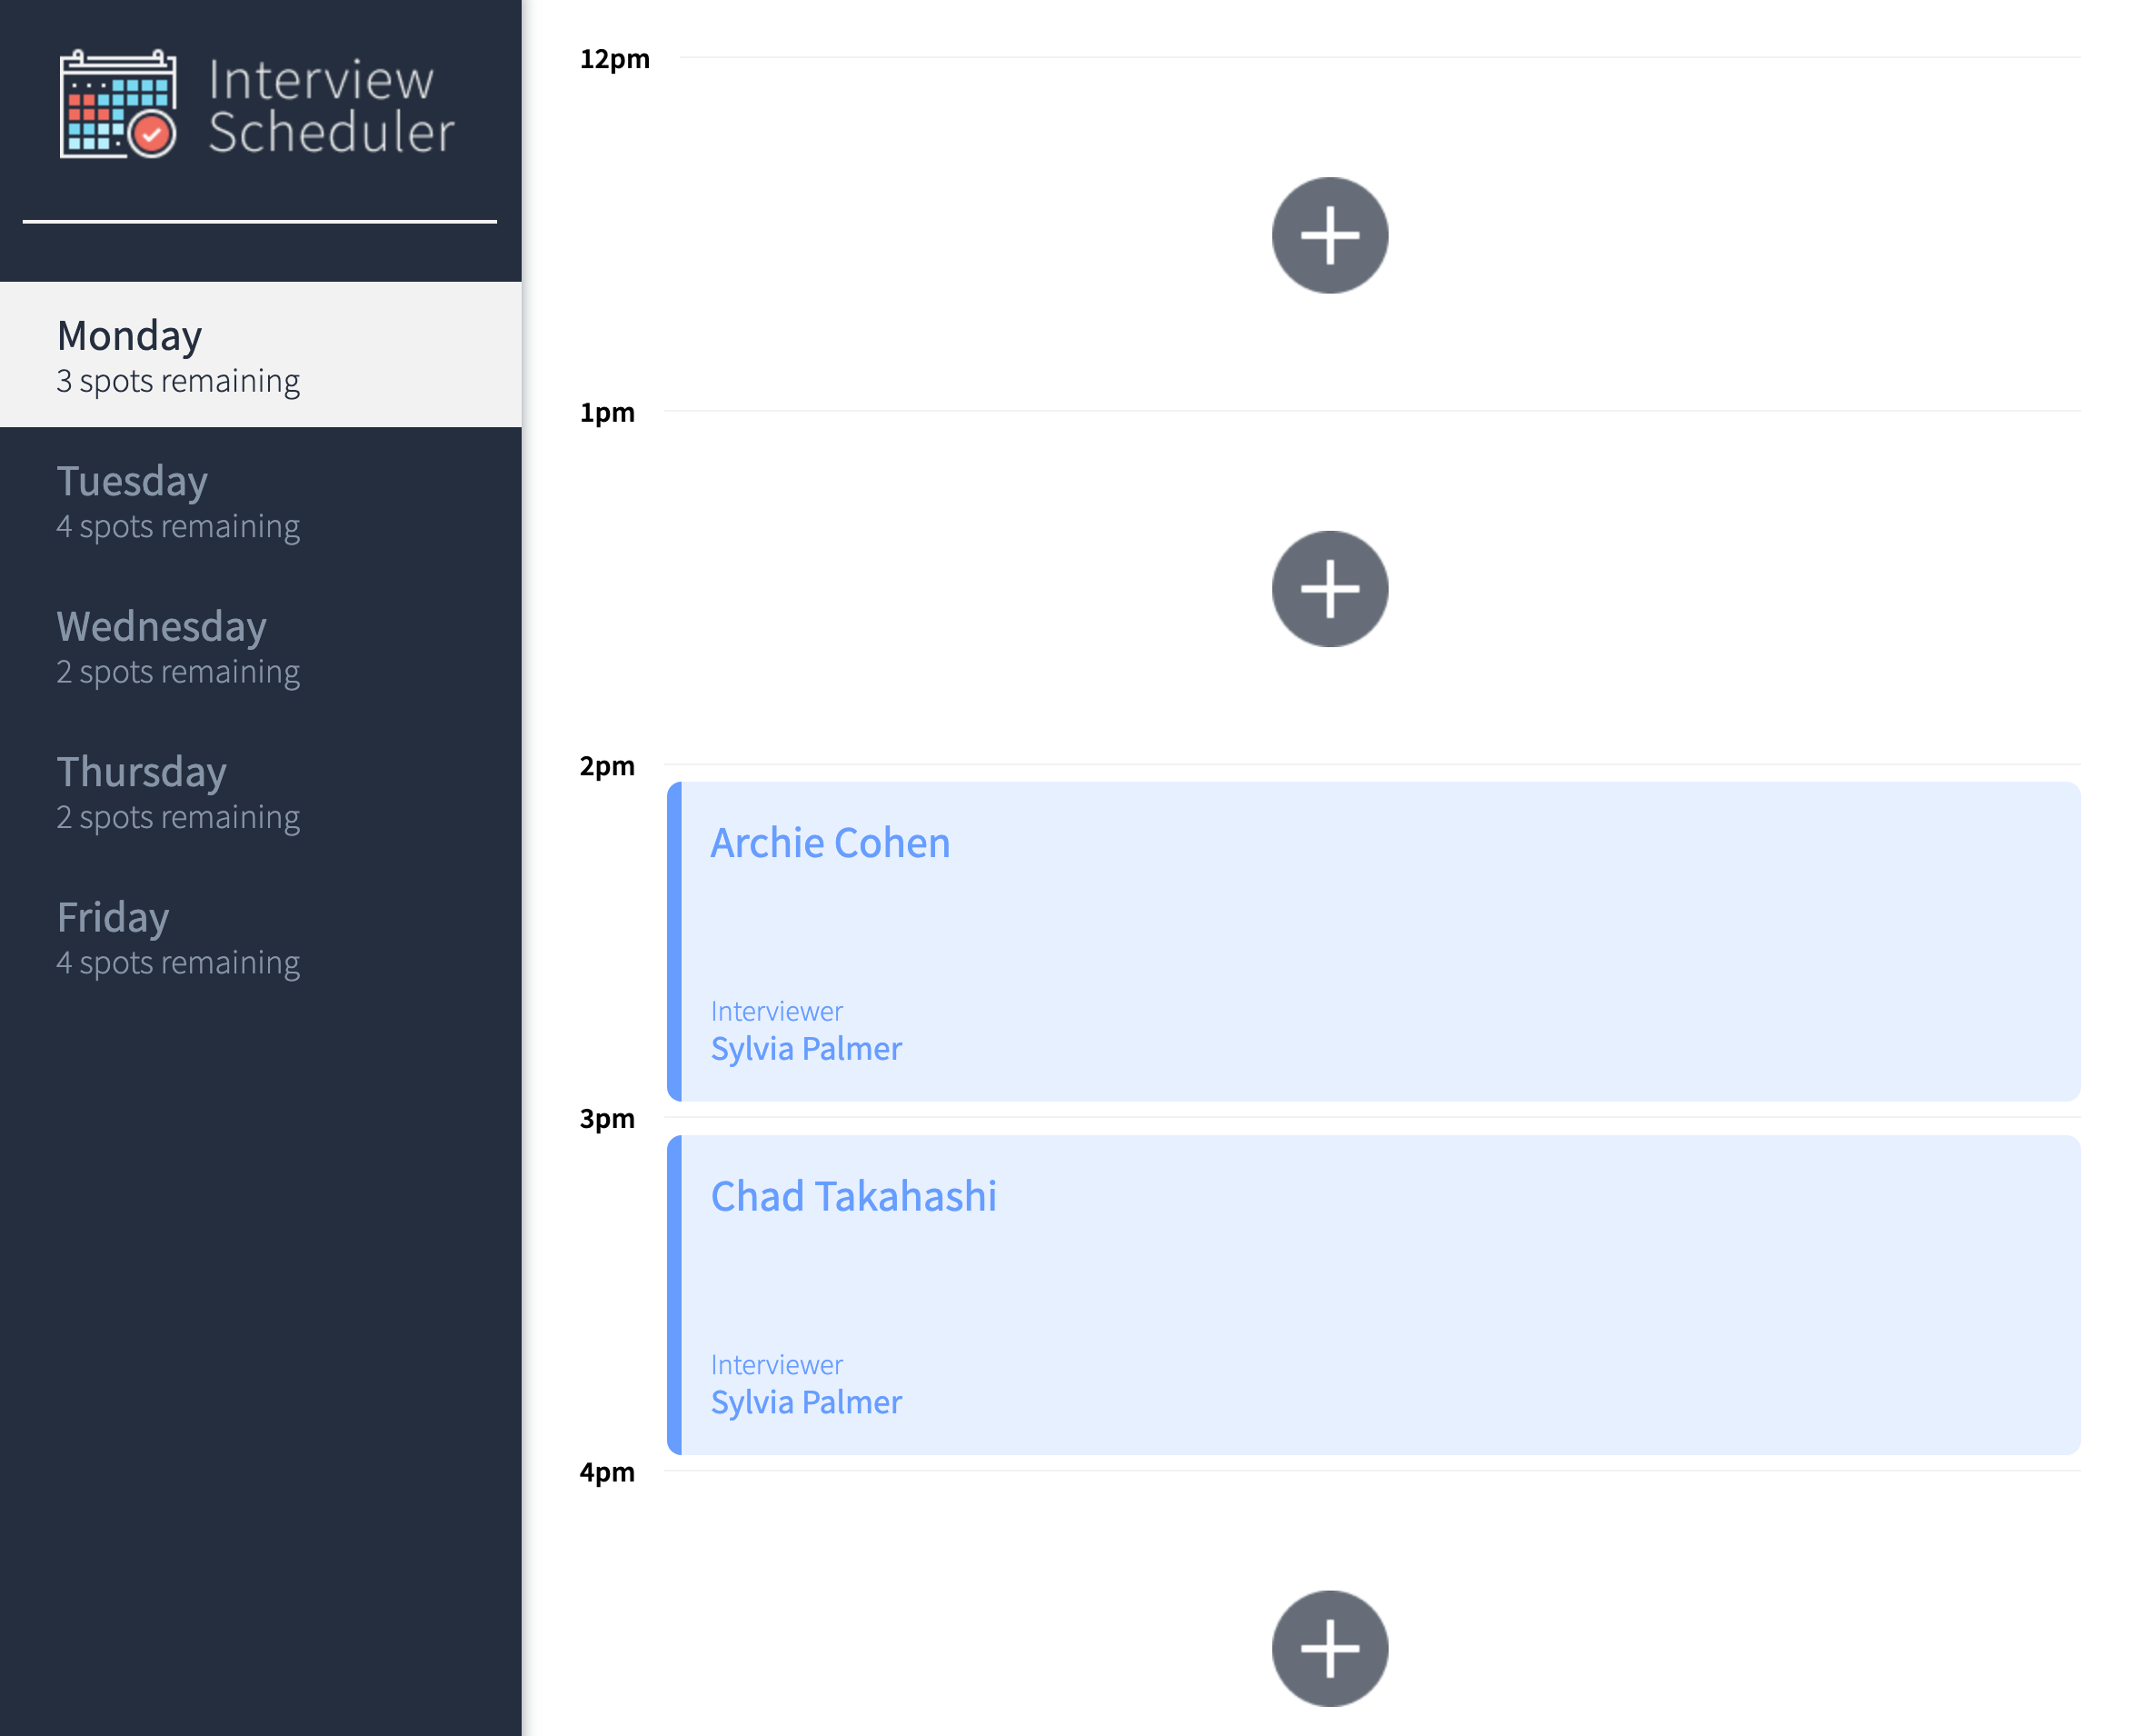 Interview
Scheduler
Monday
3 spots remaining
Tuesday
4 spots remaining
Wednesday
2 spots remaining
Thursday
2 spots remaining
Friday
4 spots remaining
12pm
1pm
2pm
Archie Cohen
Interviewer
Sylvia Palmer
3pm
Chad Takahashi
Interviewer
Sylvia Palmer
4pm